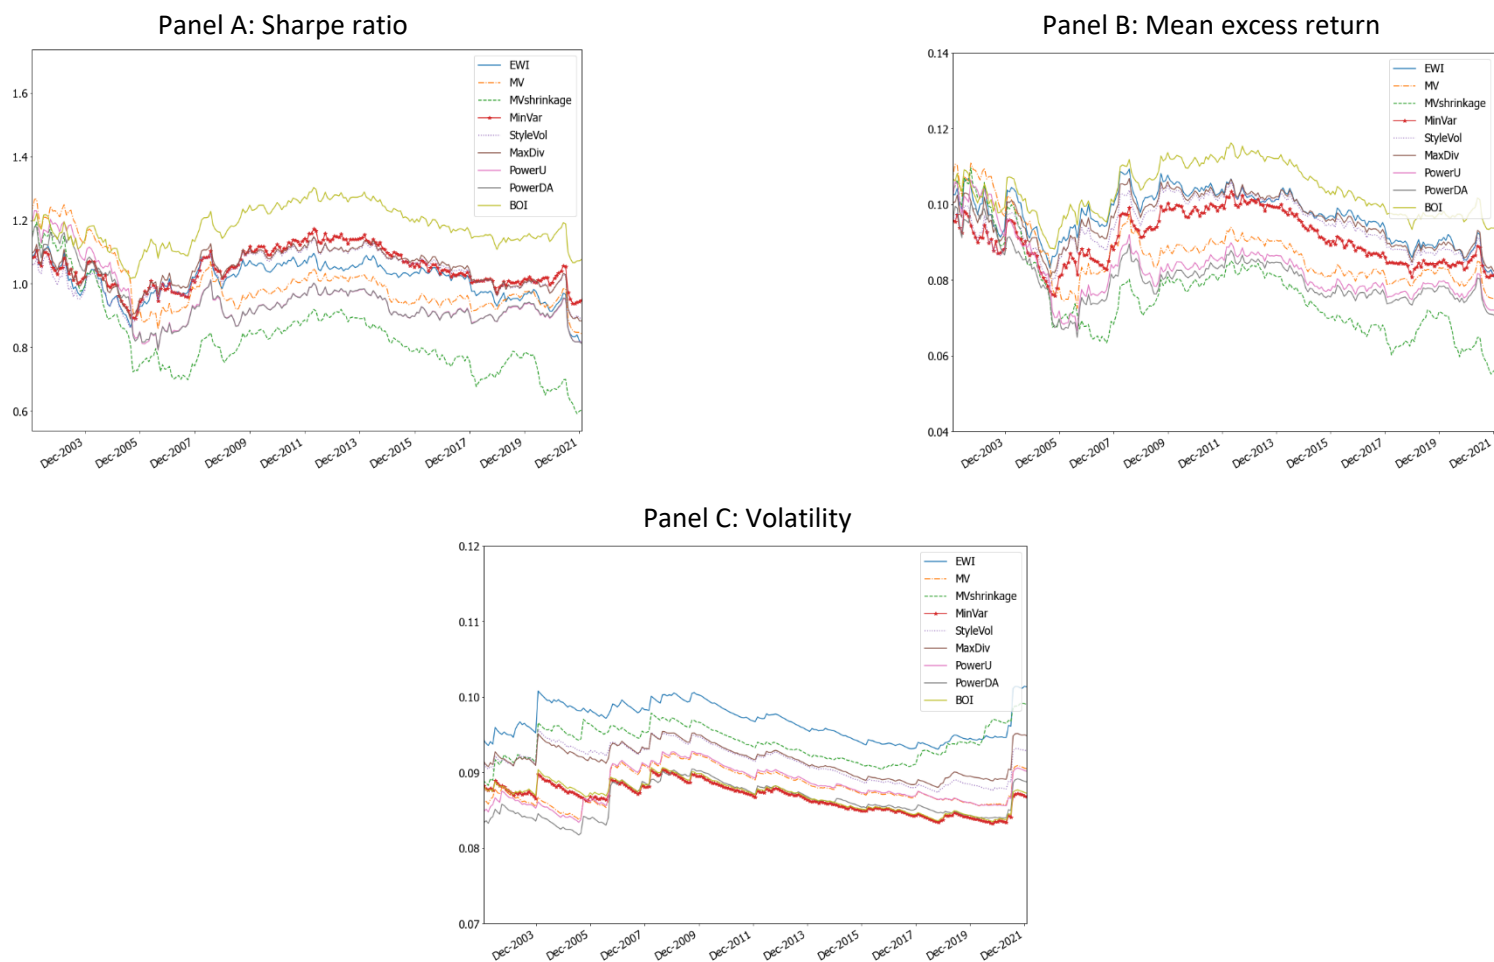 Panel A: Sharpe ratio
1.6
1.4
1.2
1.0
0.8
0.6
EWI
MV
MVshrinkage
MinVar
StyleVol
MaxDiv
PowerU
PowerDA
BOI
Dec-2003
Dec-2005
Dec-2007
Dec-2009
Dec-2011
Dec-2013
Dec-2015
Dec-2017
Dec-2019
Dec-2021
Panel B: Mean excess return
0.14
0.12
0.10
0.08
0.06
0.04
EWI
MV
MVshrinkage
MinVar
StyleVol
MaxDiv
PowerU
PowerDA
BOI
Dec-2003
Dec-2005
Dec-2007
Dec-2009
Dec-2011
Dec-2013
Dec-2015
Dec-2017
Dec-2019
Dec-2021
Panel C: Volatility
0.12
0.11
0.10
0.09
0.08
0.07
EWI
MV
MVshrinkage
MinVar
StyleVol
MaxDiv
PowerU
PowerDA
BOI
Dec-2003
Dec-2005
Dec-2007
Dec-2009
Dec-2011
Dec-2013
Dec-2015
Dec-2017
Dec-2019
Dec-2021